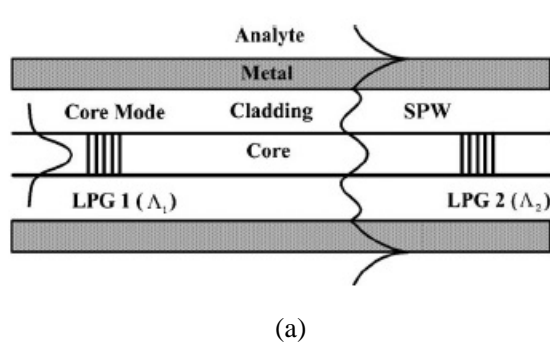 Analyte
Metal
Core Mode Cladding SPW
Core
LPG 1 (Λ₁) LPG 2 (Λ₂)
(a)